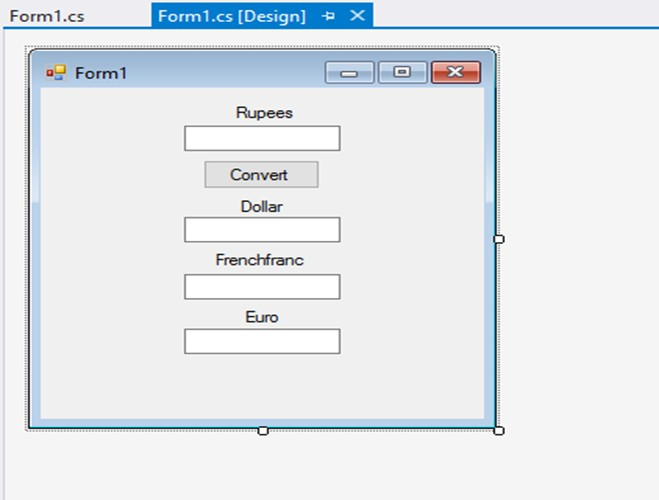 Form1.cs
Form1.cs [Design]
Form1
Rupees
Convert
Dollar
Frenchfranc
Euro